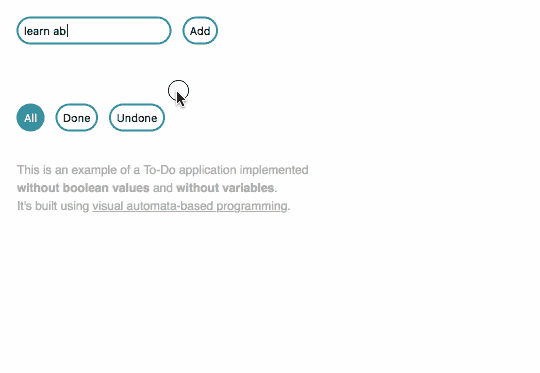 learn ab
Add
All
Done
Undone
This is an example of a To-Do application implemented
without boolean values and without variables.
It's built using visual automata-based programming.